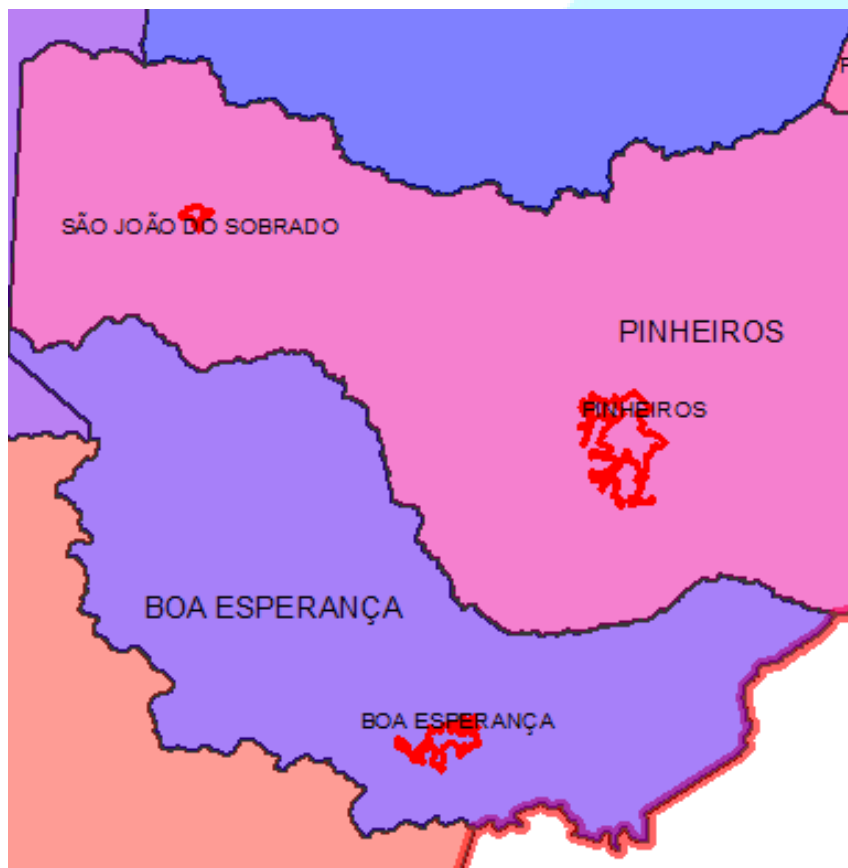 SÃO JOÃO DO SOBRADO
PINHEIROS
PINHEIROS
BOA ESPERANÇA
BOA ESPERANÇA